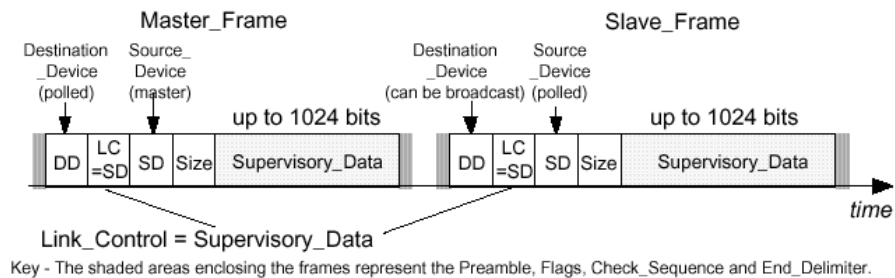 Master_Frame
Slave_Frame
Destination
_Device
(polled)
Source_
Device
(master)
Destination
_Device
(can be broadcast)
Source
_Device
(polled)
up to 1024 bits
up to 1024 bits
DD
LC
=SD
SD
Size
Supervisory_Data
DD
LC
=SD
SD
Size
Supervisory_Data
time
Link_Control = Supervisory_Data
Key - The shaded areas enclosing the frames represent the Preamble, Flags, Check_Sequence and End_Delimiter.